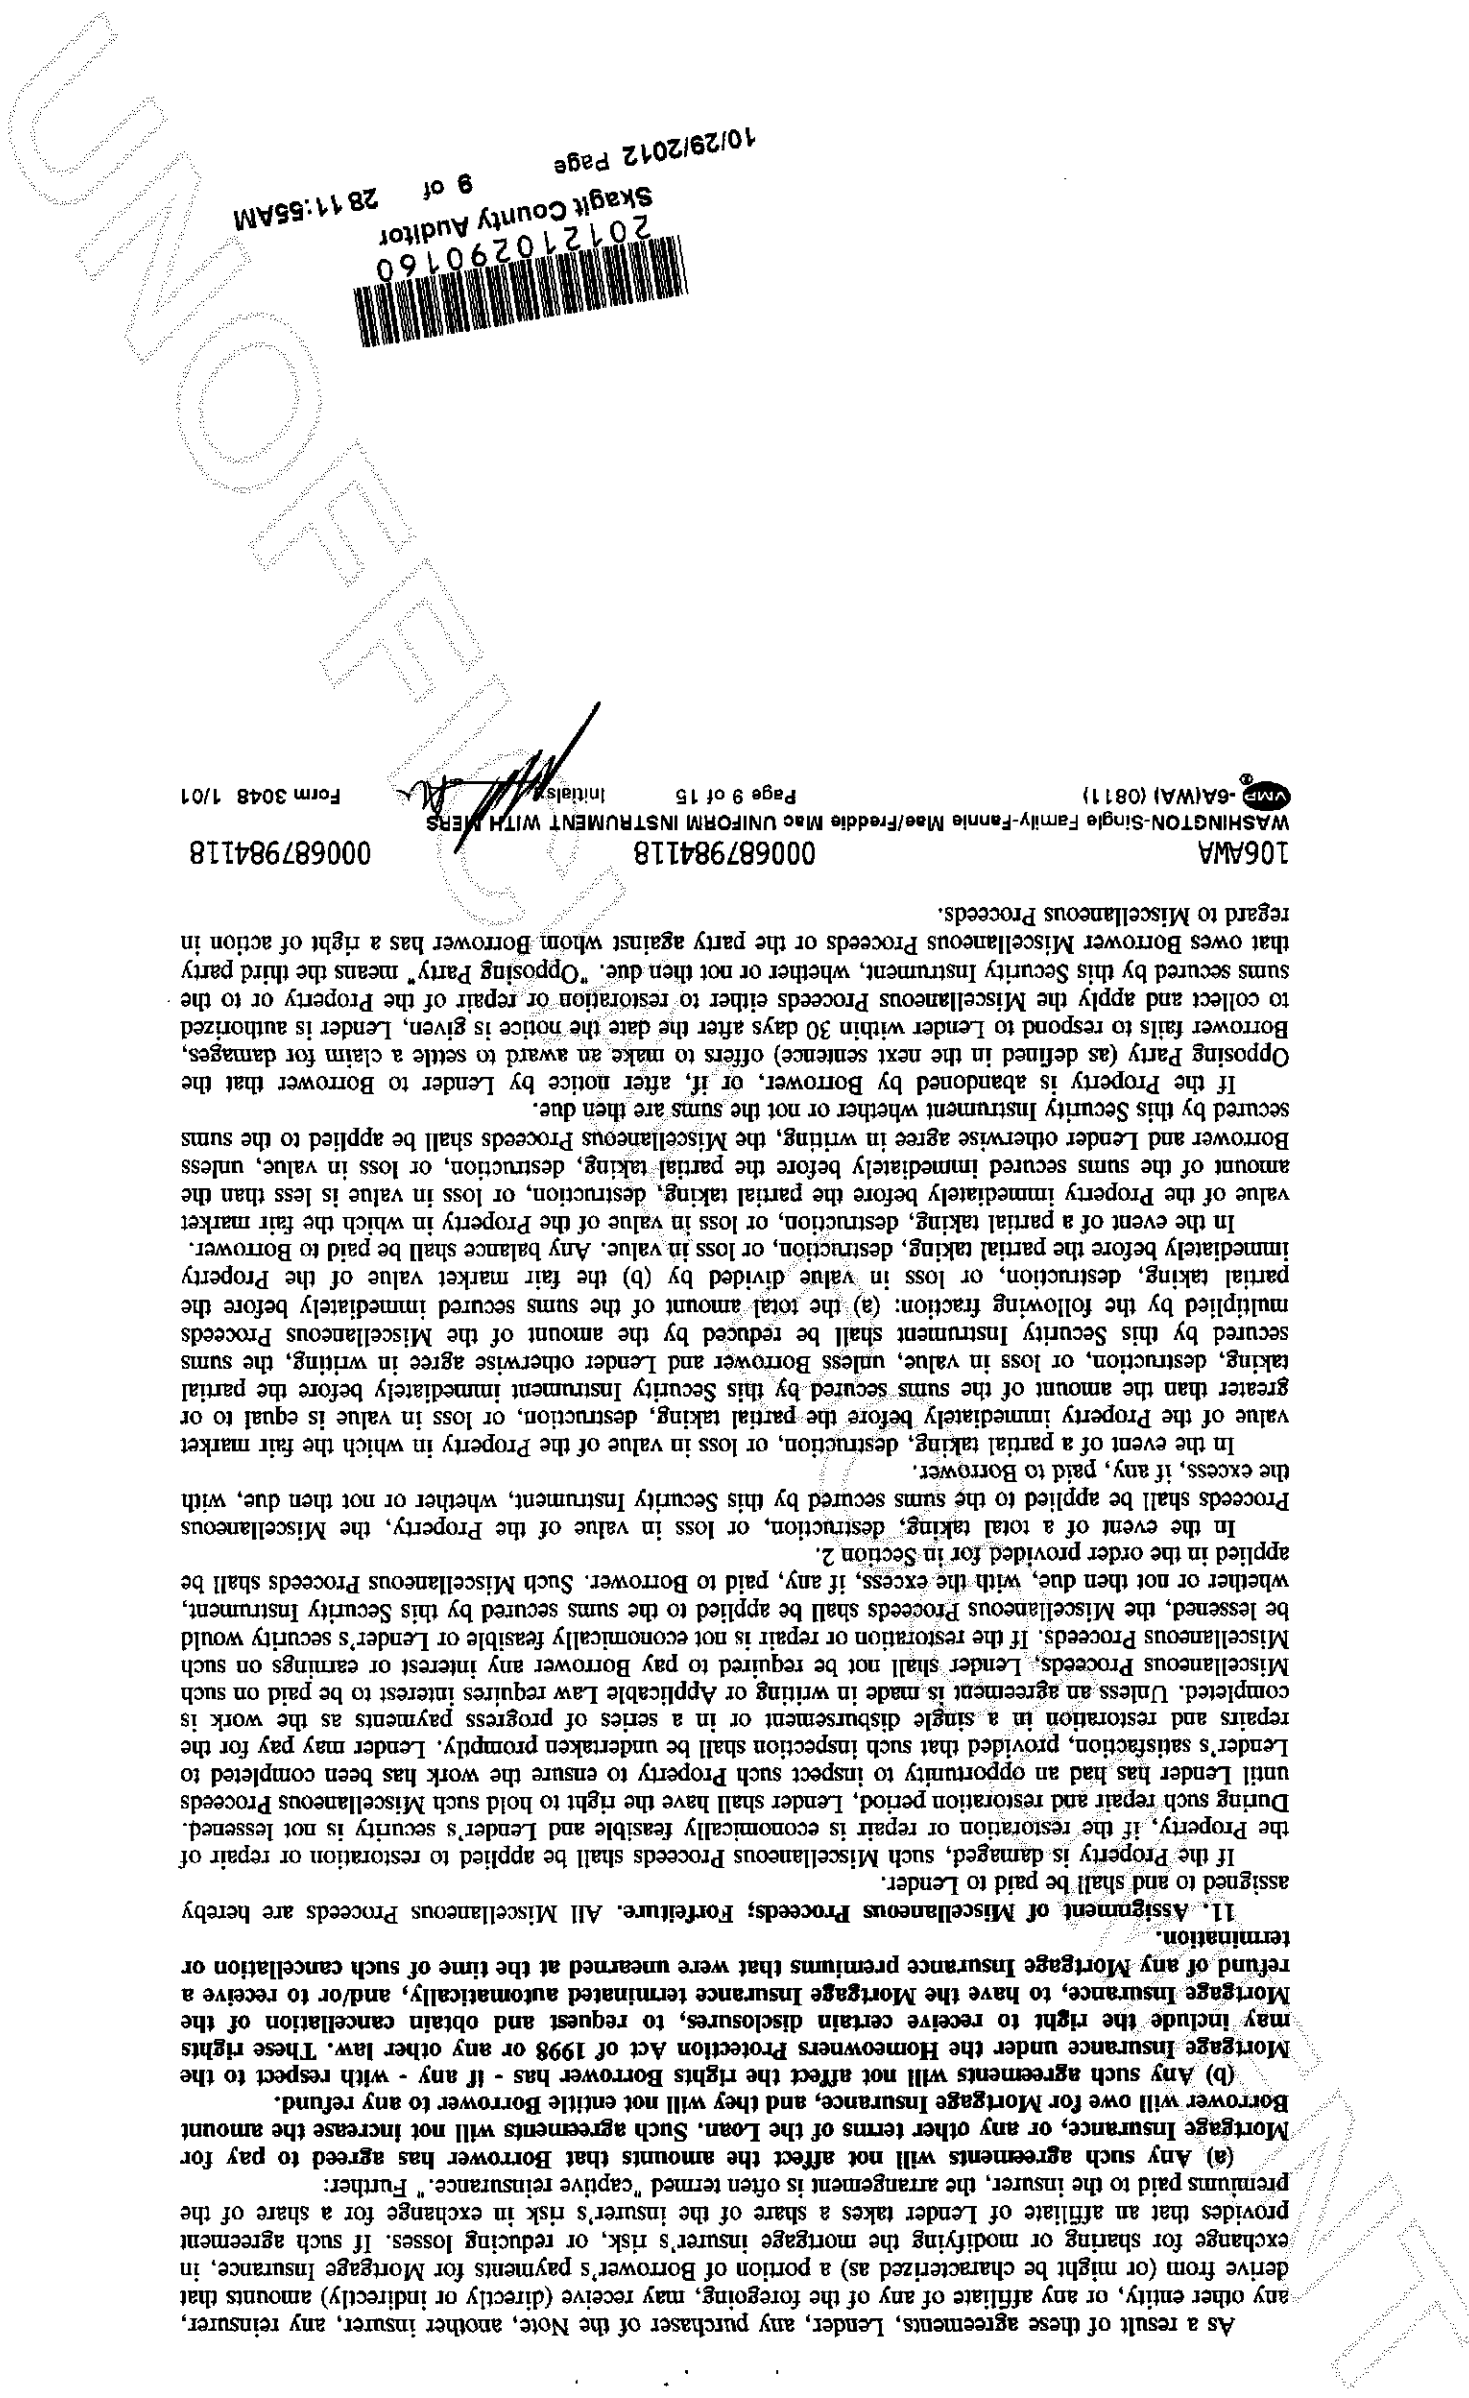 As a result of these agreements, Lender, any purchaser of the Note, another insurer, any reinsurer,
any other entity, or any affiliate of any of the foregoing, may receive (directly or indirectly) amounts that
derive from (or might be characterized as) a portion of Borrower's payments for Mortgage Insurance, in
exchange for sharing or modifying the mortgage insurer's risk, or reducing losses. If such agreement
provides that an affiliate of Lender takes a share of the insurer's risk in exchange for a share of the
premiums paid to the insurer, the arrangement is often termed "captive reinsurance." Further:
(a) Any such agreements will not affect the amounts that Borrower has agreed to pay for
Mortgage Insurance, or any other terms of the Loan. Such agreements will not increase the amount
Borrower will owe for Mortgage Insurance, and they will not entitle Borrower to any refund.
(b) Any such agreements will not affect the rights Borrower has - if any - with respect to the
Mortgage Insurance under the Homeowners Protection Act of 1998 or any other law. These rights
may include the right to receive certain disclosures, to request and obtain cancellation of the
Mortgage Insurance, to have the Mortgage Insurance terminated automatically, and/or to receive a
refund of any Mortgage Insurance premiums that were unearned at the time of such cancellation or
termination.
11. Assignment of Miscellaneous Proceeds; Forfeiture. All Miscellaneous Proceeds are hereby
assigned to and shall be paid to Lender.
If the Property is damaged, such Miscellaneous Proceeds shall be applied to restoration or repair of
the Property, if the restoration or repair is economically feasible and Lender's security is not lessened.
During such repair and restoration period, Lender shall have the right to hold such Miscellaneous Proceeds
until Lender has had an opportunity to inspect such Property to ensure the work has been completed to
Lender's satisfaction, provided that such inspection shall be undertaken promptly. Lender may pay for the
repairs and restoration in a single disbursement or in a series of progress payments as the work is
completed. Unless an agreement is made in writing or Applicable Law requires interest to be paid on such
Miscellaneous Proceeds, Lender shall not be required to pay Borrower any interest or earnings on such
Miscellaneous Proceeds. If the restoration or repair is not economically feasible or Lender's security would
be lessened, the Miscellaneous Proceeds shall be applied to the sums secured by this Security Instrument,
whether or not then due, with the excess, if any, paid to Borrower. Such Miscellaneous Proceeds shall be
applied in the order provided for in Section 2.
In the event of a total taking, destruction, or loss in value of the Property, the Miscellaneous
Proceeds shall be applied to the sums secured by this Security Instrument, whether or not then due, with
the excess, if any, paid to Borrower.
In the event of a partial taking, destruction, or loss in value of the Property in which the fair market
value of the Property immediately before the partial taking, destruction, or loss in value is equal to or
greater than the amount of the sums secured by this Security Instrument immediately before the partial
taking, destruction, or loss in value, unless Borrower and Lender otherwise agree in writing, the sums
secured by this Security Instrument shall be reduced by the amount of the Miscellaneous Proceeds
multiplied by the following fraction: (a) the total amount of the sums secured immediately before the
partial taking, destruction, or loss in value divided by (b) the fair market value of the Property
immediately before the partial taking, destruction, or loss in value. Any balance shall be paid to Borrower.
In the event of a partial taking, destruction, or loss in value of the Property in which the fair market
value of the Property immediately before the partial taking, destruction, or loss in value is less than the
amount of the sums secured immediately before the partial taking, destruction, or loss in value, unless
Borrower and Lender otherwise agree in writing, the Miscellaneous Proceeds shall be applied to the sums
secured by this Security Instrument whether or not the sums are then due.
If the Property is abandoned by Borrower, or if, after notice by Lender to Borrower that the
Opposing Party (as defined in the next sentence) offers to make an award to settle a claim for damages,
Borrower fails to respond to Lender within 30 days after the date the notice is given, Lender is authorized
to collect and apply the Miscellaneous Proceeds either to restoration or repair of the Property or to the
sums secured by this Security Instrument, whether or not then due. "Opposing Party" means the third party
that owes Borrower Miscellaneous Proceeds or the party against whom Borrower has a right of action in
regard to Miscellaneous Proceeds.
106AWA 000687984118 000687984118
WASHINGTON-Single Family-Fannie Mae/Freddie Mac UNIFORM INSTRUMENT WITH MERS
VMP ® -6A(WA) (0811) Page 9 of 15 Initials: Form 3048 1/01
201210290160
Skagit County Auditor
10/29/2012 Page 9 of 28 11:55AM
UNOFFICIAL DOCUMENT